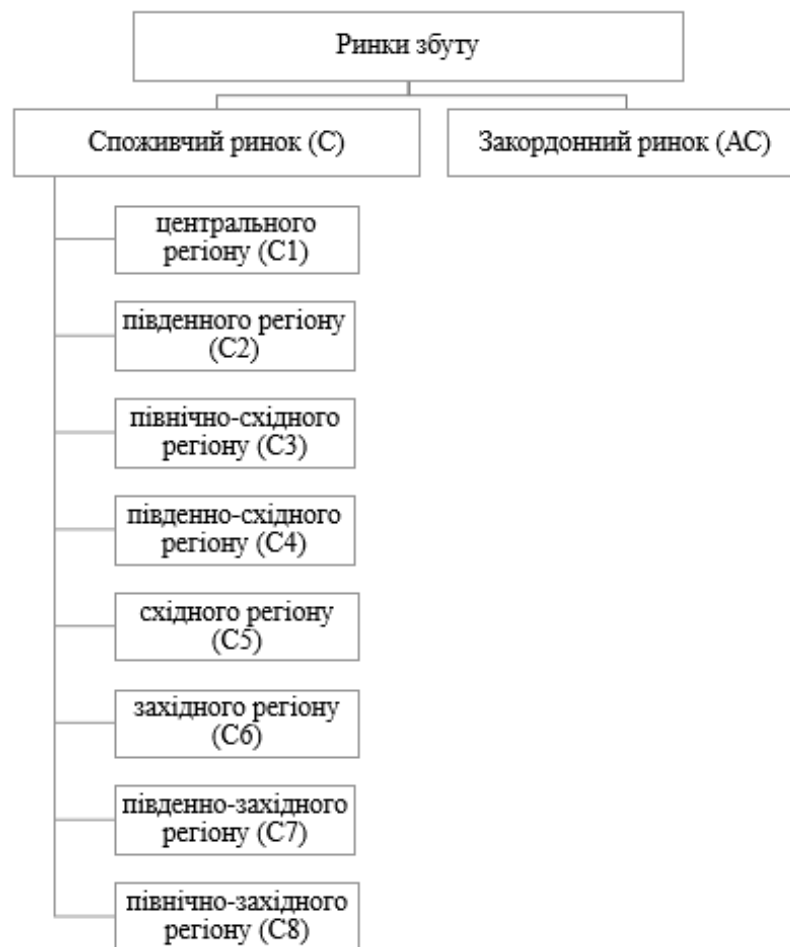 Ринки збуту
Споживчий ринок (С)
Закордонний ринок (АС)
центрального
регіону (С1)
південного регіону
(С2)
північно-східного
регіону (С3)
південно-східного
регіону (С4)
східного регіону
(С5)
західного регіону
(С6)
південно-західного
регіону (С7)
північно-західного
регіону (С8)